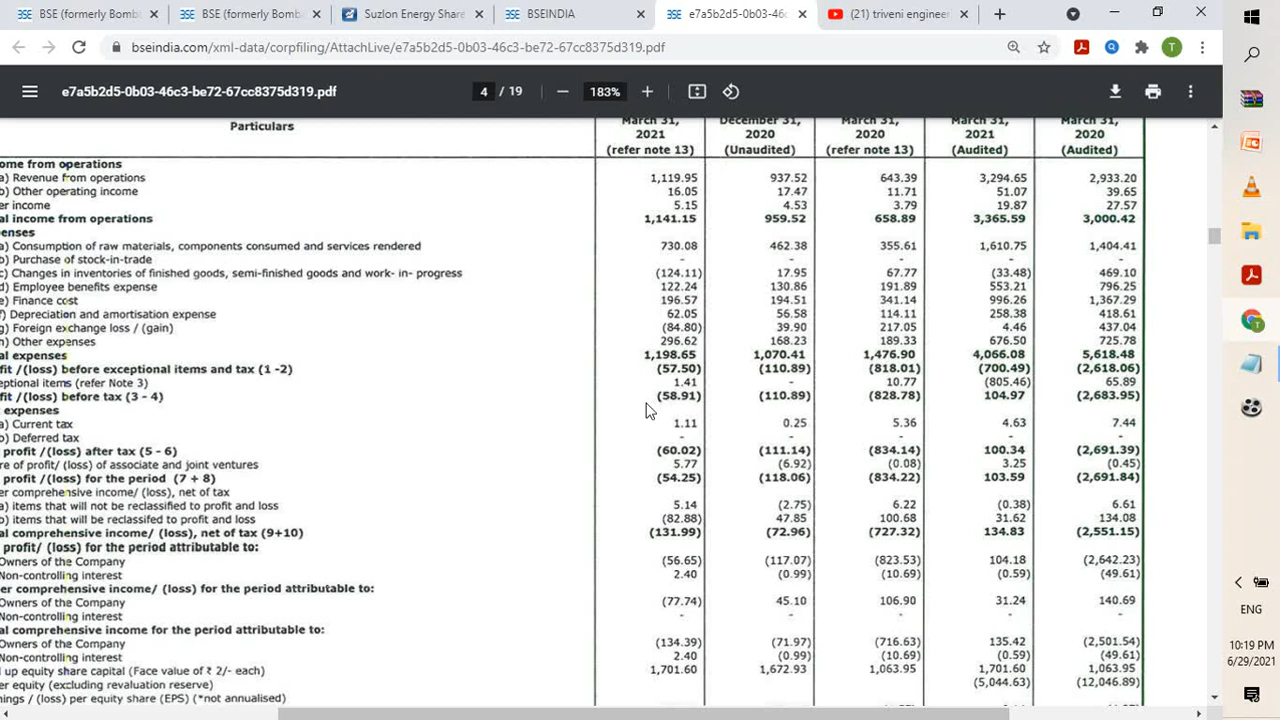 BSE (formerly Bomba
BSE (formerly Bomba
Suzlon Energy Share
BSEINDIA
e7a5b2d5-0b03-46c3-be
(21) triveni engineer
bseindia.com/xml-data/corpfiling/AttachLive/e7a5b2d5-0b03-46c3-be72-67cc8375d319.pdf
T
e7a5b2d5-0b03-46c3-be72-67cc8375d319.pdf
4 / 19
183%
Particulars March 31, 2021 (refer note 13) December 31, 2020 (Unaudited) March 31, 2020 (refer note 13) March 31, 2021 (Audited) March 31, 2020 (Audited)
ome from operations
a) Revenue from operations 1,119.95 937.52 643.39 3,294.65 2,933.20
b) Other operating income 16.05 17.47 11.71 51.07 39.65
er income 5.15 4.53 3.79 19.87 27.57
al income from operations 1,141.15 959.52 658.89 3,365.59 3,000.42
enses
a) Consumption of raw materials, components consumed and services rendered 730.08 462.38 355.61 1,610.75 1,404.41
b) Purchase of stock-in-trade - - - - -
c) Changes in inventories of finished goods, semi-finished goods and work- in- progress (124.11) 17.95 67.77 (33.48) 469.10
d) Employee benefits expense 122.24 130.86 191.89 553.21 796.25
e) Finance cost 196.57 194.51 341.14 996.26 1,367.29
f) Depreciation and amortisation expense 62.05 56.58 114.11 258.38 418.61
g) Foreign exchange loss / (gain) (84.80) 39.90 217.05 4.46 437.04
h) Other expenses 296.62 168.23 189.33 676.50 725.78
al expenses 1,198.65 1,070.41 1,476.90 4,066.08 5,618.48
fit /(loss) before exceptional items and tax (1 -2) (57.50) (110.89) (818.01) (700.49) (2,618.06)
eptional items (refer Note 3) 1.41 - 10.77 (805.46) 65.89
fit /(loss) before tax (3 - 4) (58.91) (110.89) (828.78) 104.97 (2,683.95)
expenses
a) Current tax 1.11 0.25 5.36 4.63 7.44
b) Deferred tax - - - - -
profit /(loss) after tax (5 - 6) (60.02) (111.14) (834.14) 100.34 (2,691.39)
re of profit/ (loss) of associate and joint ventures 5.77 (6.92) (0.08) 3.25 (0.45)
profit /(loss) for the period (7 + 8) (54.25) (118.06) (834.22) 103.59 (2,691.84)
er comprehensive income/ (loss), net of tax
a) items that will not be reclassified to profit and loss 5.14 (2.75) 6.22 (0.38) 6.61
b) items that will be reclassifed to profit and loss (82.88) 47.85 100.68 31.62 134.08
al comprehensive income/ (loss), net of tax (9+10) (131.99) (72.96) (727.32) 134.83 (2,551.15)
profit/ (loss) for the period attributable to:
Owners of the Company (56.65) (117.07) (823.53) 104.18 (2,642.23)
Non-controlling interest 2.40 (0.99) (10.69) (0.59) (49.61)
er comprehensive income/ (loss) for the period attributable to:
Owners of the Company (77.74) 45.10 106.90 31.24 140.69
Non-controlling interest - - - - -
al comprehensive income for the period attributable to:
Owners of the Company (134.39) (71.97) (716.63) 135.42 (2,501.54)
Non-controlling interest 2.40 (0.99) (10.69) (0.59) (49.61)
l up equity share capital (Face value of ₹ 2/- each) 1,701.60 1,672.93 1,063.95 1,701.60 1,063.95
er equity (excluding revaluation reserve) (5,044.63) (12,046.89)
nings / (loss) per equity share (EPS) (*not annualised)
ENG
10:19 PM
6/29/2021